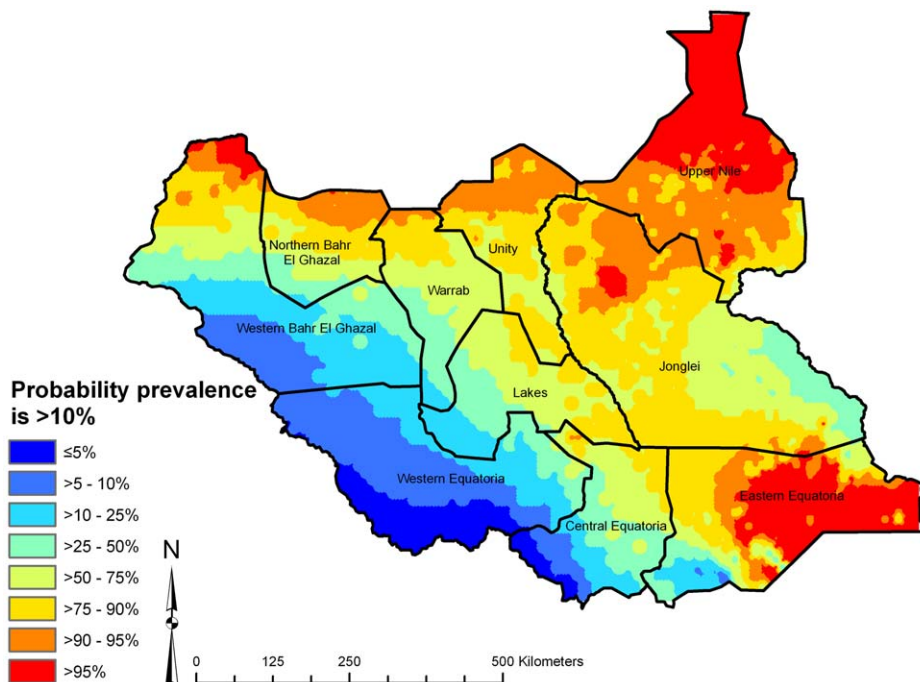 Upper Nile
Northern Bahr
El Ghazal
Unity
Warrab
Western Bahr El Ghazal
Jonglei
Lakes
Western Equatoria
Eastern Equatoria
Central Equatoria
Probability prevalence
is >10%
≤5%
>5 - 10%
>10 - 25%
>25 - 50%
>50 - 75%
>75 - 90%
>90 - 95%
>95%
N
0 125 250 500 Kilometers